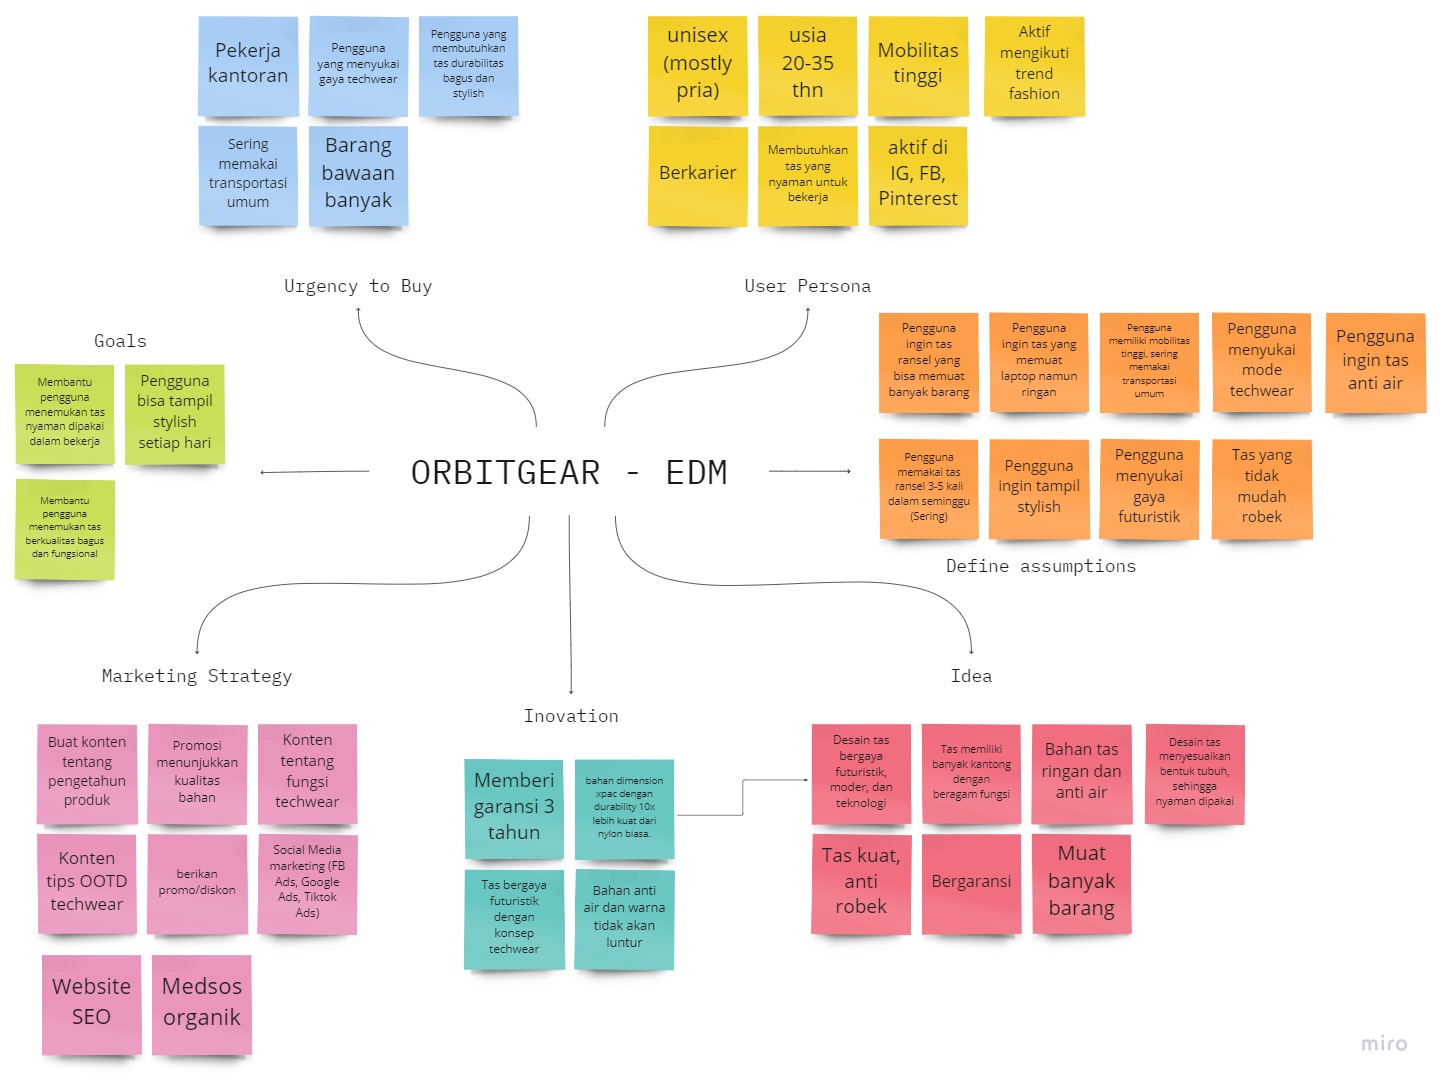 Pekerja
kantoran
Pengguna
yang menyukai
gaya techwear
Pengguna yang
membutuhkan
tas durabilitas
bagus dan
stylish
Sering
memakai
transportasi
umum
Barang
bawaan
banyak
Urgency to Buy
unisex
(mostly
pria)
usia
20-35
thn
Mobilitas
tinggi
Aktif
mengikuti
trend
fashion
Berkarier
Membutuhkan
tas yang
nyaman untuk
bekerja
aktif di
IG, FB,
Pinterest
User Persona
Goals
Membantu
pengguna
menemukan tas
nyaman dipakai
dalam bekerja
Pengguna
bisa tampil
stylish
setiap hari
Membantu
pengguna
menemukan tas
berkualitas bagus
dan fungsional
ORBITGEAR - EDM
Pengguna
ingin tas
ransel yang
bisa memuat
banyak barang
Pengguna
ingin tas yang
memuat
laptop namun
ringan
Pengguna
memiliki mobilitas
tinggi, sering
memakai
transportasi
umum
Pengguna
menyukai
mode
techwear
Pengguna
ingin tas
anti air
Pengguna
memakai tas
ransel 3-5 kali
dalam seminggu
(Sering)
Pengguna
ingin tampil
stylish
Pengguna
menyukai
gaya
futuristik
Tas yang
tidak
mudah
robek
Define assumptions
Marketing Strategy
Buat konten
tentang
pengetahun
produk
Promosi
menunjukkan
kualitas
bahan
Konten
tentang
fungsi
techwear
Konten
tips OOTD
techwear
berikan
promo/diskon
Social Media
marketing (FB
Ads, Google
Ads, Tiktok
Ads)
Website
SEO
Medsos
organik
Inovation
Memberi
garansi 3
tahun
bahan dimension
xpac dengan
durability 10x
lebih kuat dari
nylon biasa.
Tas bergaya
futuristik
dengan
konsep
techwear
Bahan anti
air dan warna
tidak akan
luntur
Idea
Desain tas
bergaya
futuristik,
moder, dan
teknologi
Tas memiliki
banyak kantong
dengan
beragam fungsi
Bahan tas
ringan dan
anti air
Desain tas
menyesuaikan
bentuk tubuh,
sehingga
nyaman dipakai
Tas kuat,
anti
robek
Bergaransi
Muat
banyak
barang
miro